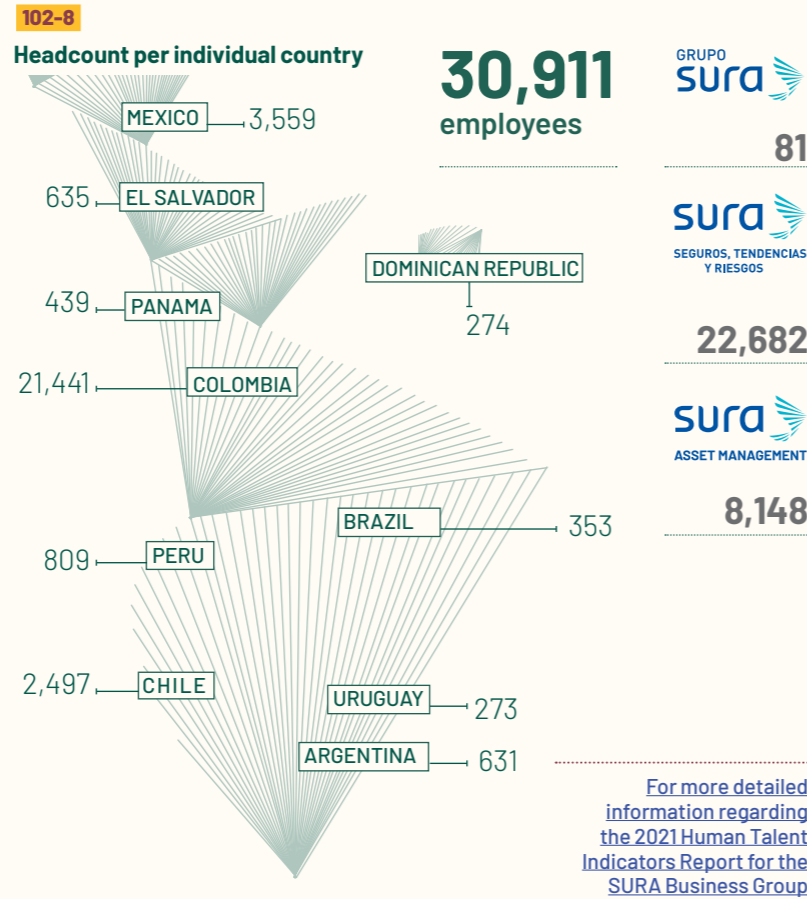 102-8
Headcount per individual country
30,911
employees
GRUPO
sura
81
sura
SEGUROS, TENDENCIAS
Y RIESGOS
22,682
sura
ASSET MANAGEMENT
8,148
MEXICO 3,559
635 EL SALVADOR
DOMINICAN REPUBLIC
274
439 PANAMA
21,441 COLOMBIA
BRAZIL 353
809 PERU
2,497 CHILE
URUGUAY 273
ARGENTINA 631
For more detailed
information regarding
the 2021 Human Talent
Indicators Report for the
SURA Business Group